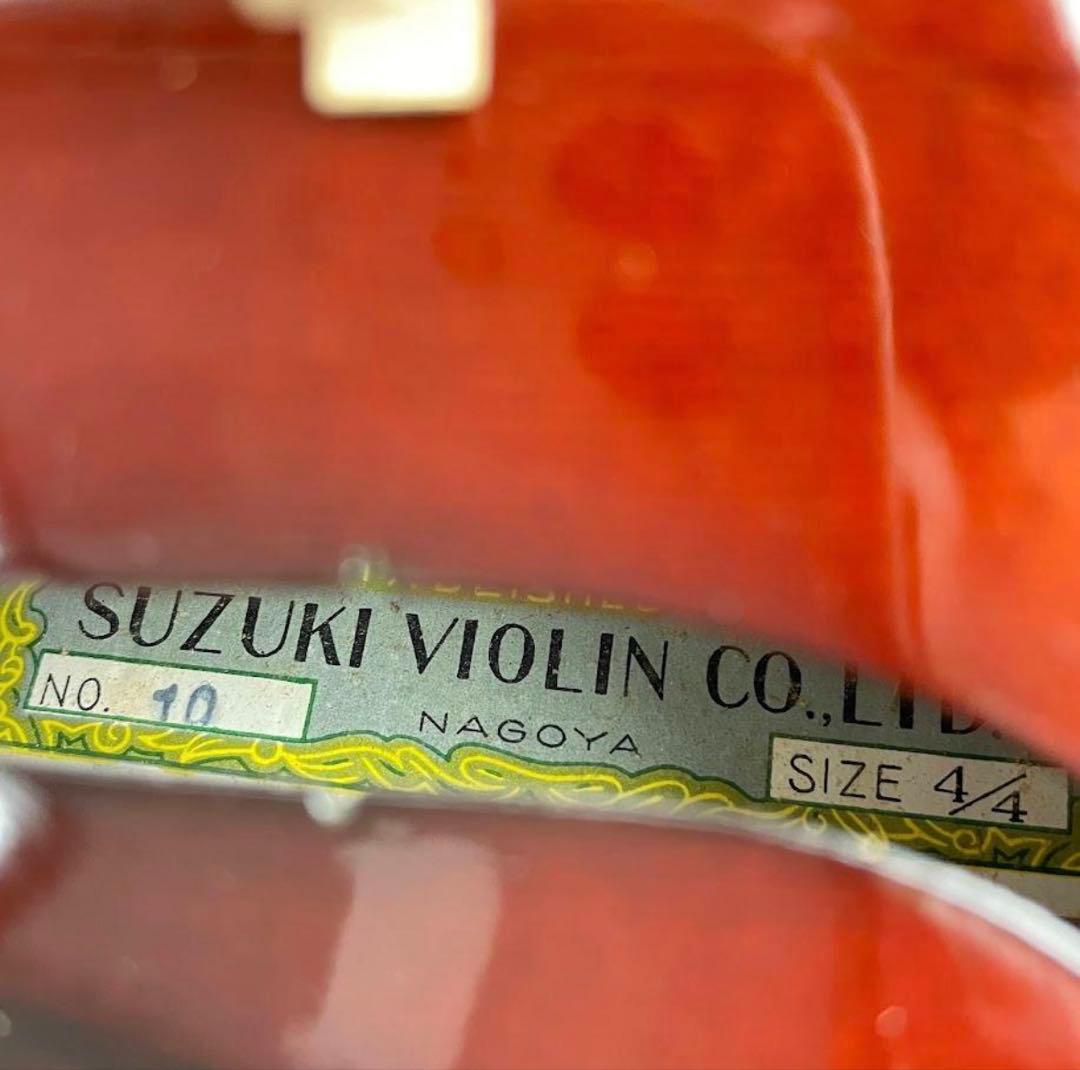 SUZUKI VIOLIN CO., LTD.
NO. 10
NAGOYA
SIZE 4/4